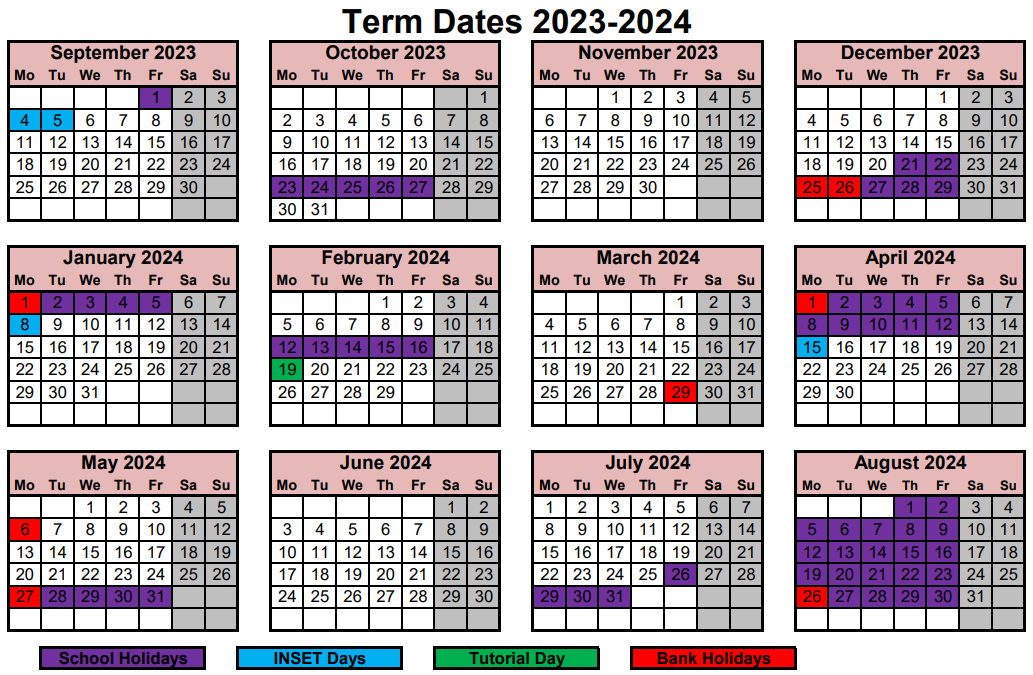 Term Dates 2023-2024
September 2023 October 2023 November 2023 December 2023
Mo Tu We Th Fr Sa Su Mo Tu We Th Fr Sa Su Mo Tu We Th Fr Sa Su Mo Tu We Th Fr Sa Su
1 2 3 1 1 2 3 4 5 1 2 3
4 5 6 7 8 9 10 2 3 4 5 6 7 8 6 7 8 9 10 11 12 4 5 6 7 8 9 10
11 12 13 14 15 16 17 9 10 11 12 13 14 15 13 14 15 16 17 18 19 11 12 13 14 15 16 17
18 19 20 21 22 23 24 16 17 18 19 20 21 22 20 21 22 23 24 25 26 18 19 20 21 22 23 24
25 26 27 28 29 30 23 24 25 26 27 28 29 27 28 29 30 25 26 27 28 29 30 31
30 31
January 2024 February 2024 March 2024 April 2024
Mo Tu We Th Fr Sa Su Mo Tu We Th Fr Sa Su Mo Tu We Th Fr Sa Su Mo Tu We Th Fr Sa Su
1 2 3 4 5 6 7 1 2 3 4 1 2 3 1 2 3 4 5 6 7
8 9 10 11 12 13 14 5 6 7 8 9 10 11 4 5 6 7 8 9 10 8 9 10 11 12 13 14
15 16 17 18 19 20 21 12 13 14 15 16 17 18 11 12 13 14 15 16 17 15 16 17 18 19 20 21
22 23 24 25 26 27 28 19 20 21 22 23 24 25 18 19 20 21 22 23 24 22 23 24 25 26 27 28
29 30 31 26 27 28 29 25 26 27 28 29 30 31 29 30
May 2024 June 2024 July 2024 August 2024
Mo Tu We Th Fr Sa Su Mo Tu We Th Fr Sa Su Mo Tu We Th Fr Sa Su Mo Tu We Th Fr Sa Su
1 2 3 4 5 1 2 1 2 3 4 5 6 7 1 2 3 4
6 7 8 9 10 11 12 3 4 5 6 7 8 9 8 9 10 11 12 13 14 5 6 7 8 9 10 11
13 14 15 16 17 18 19 10 11 12 13 14 15 16 15 16 17 18 19 20 21 12 13 14 15 16 17 18
20 21 22 23 24 25 26 17 18 19 20 21 22 23 22 23 24 25 26 27 28 19 20 21 22 23 24 25
27 28 29 30 31 24 25 26 27 28 29 30 29 30 31 26 27 28 29 30 31
School Holidays INSET Days Tutorial Day Bank Holidays